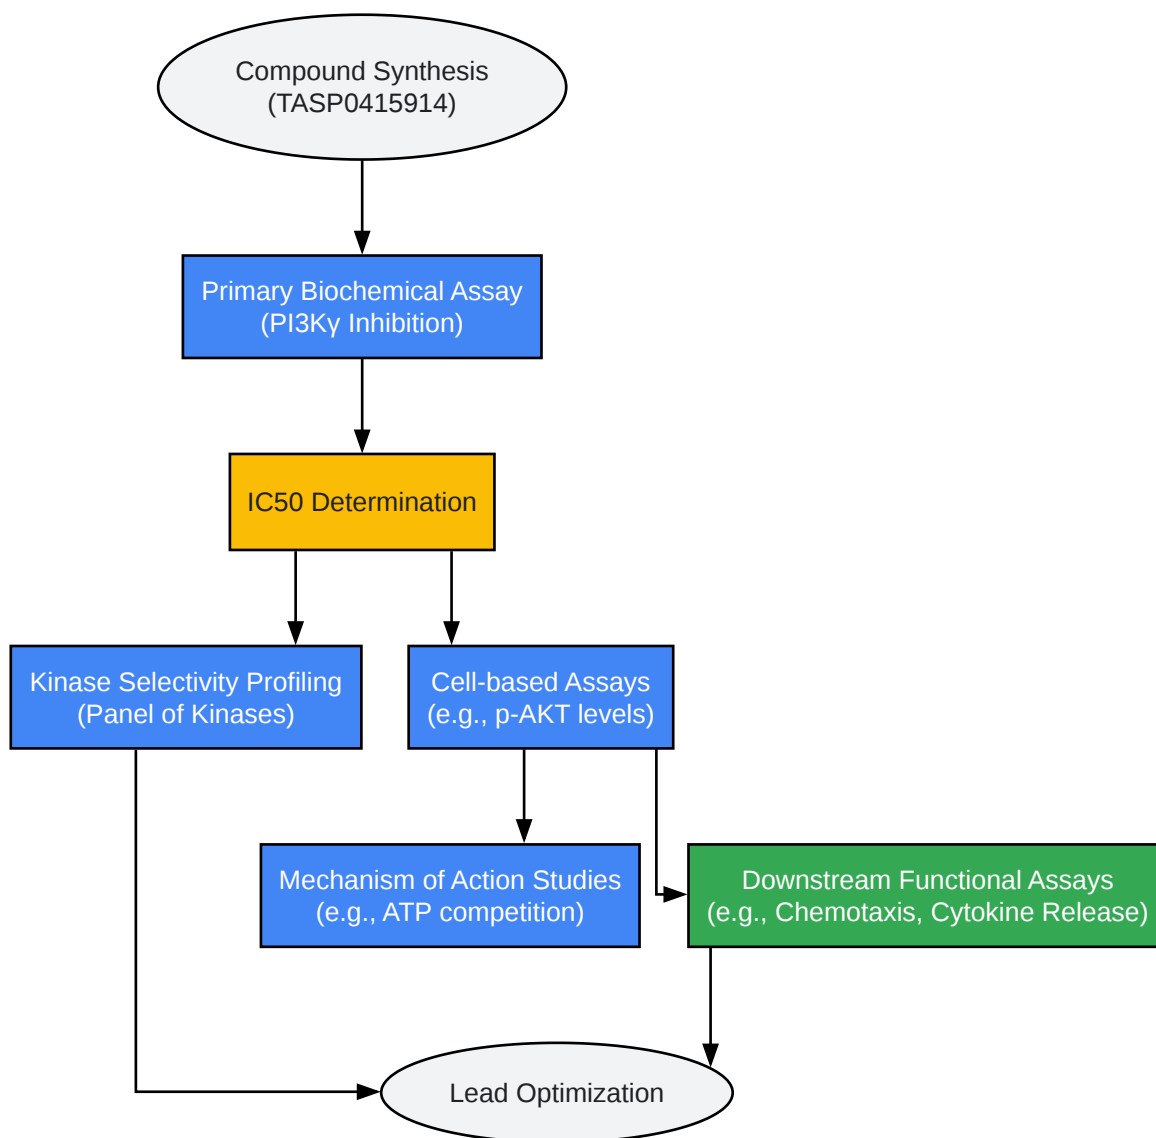 Compound Synthesis
(TASP0415914)
Primary Biochemical Assay
(PI3Kγ Inhibition)
IC50 Determination
Kinase Selectivity Profiling
(Panel of Kinases)
Cell-based Assays
(e.g., p-AKT levels)
Mechanism of Action Studies
(e.g., ATP competition)
Downstream Functional Assays
(e.g., Chemotaxis, Cytokine Release)
Lead Optimization